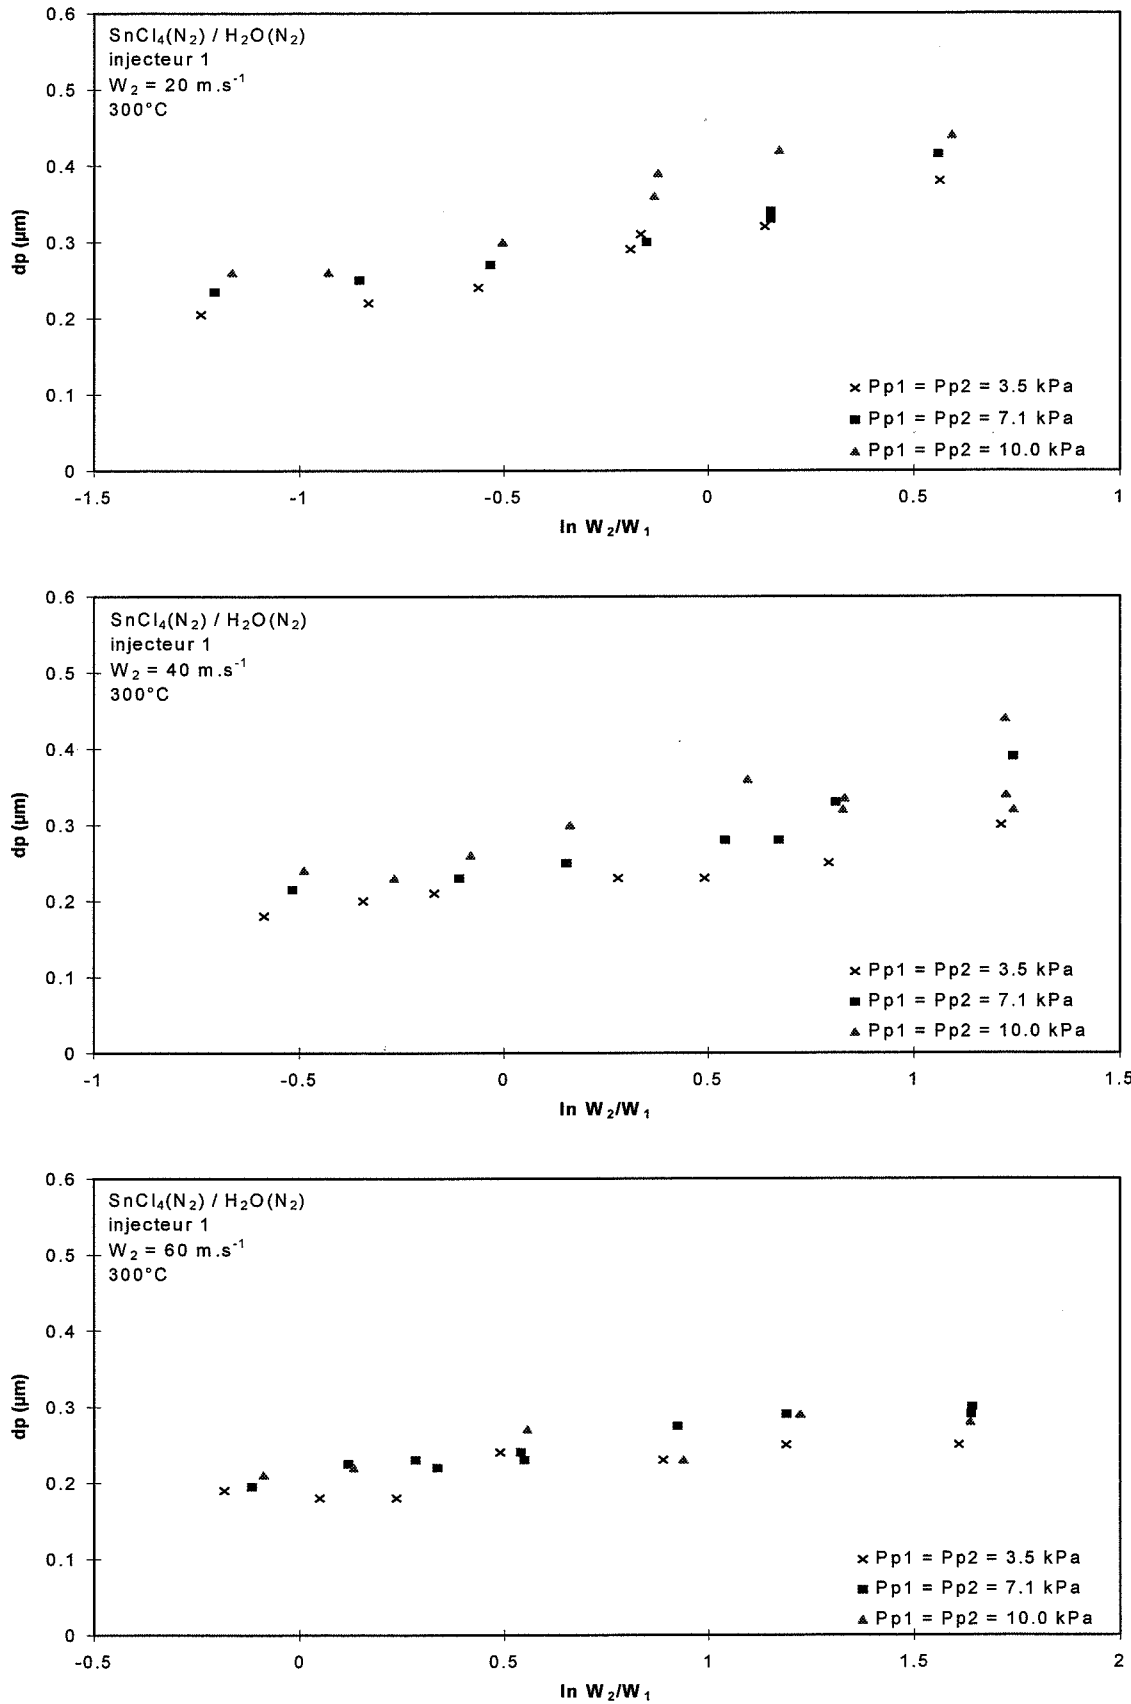 0.6
SnCl₄(N₂) / H₂O(N₂)
injecteur 1
W₂ = 20 m.s⁻¹
300°C
0.5
0.4
0.3
0.2
0.1
0
dp (µm)
× Pp1 = Pp2 = 3.5 kPa
■ Pp1 = Pp2 = 7.1 kPa
▲ Pp1 = Pp2 = 10.0 kPa
-1.5 -1 -0.5 0 0.5 1
ln W₂/W₁
0.6
SnCl₄(N₂) / H₂O(N₂)
injecteur 1
W₂ = 40 m.s⁻¹
300°C
0.5
0.4
0.3
0.2
0.1
0
dp (µm)
× Pp1 = Pp2 = 3.5 kPa
■ Pp1 = Pp2 = 7.1 kPa
▲ Pp1 = Pp2 = 10.0 kPa
-1 -0.5 0 0.5 1 1.5
ln W₂/W₁
0.6
SnCl₄(N₂) / H₂O(N₂)
injecteur 1
W₂ = 60 m.s⁻¹
300°C
0.5
0.4
0.3
0.2
0.1
0
dp (µm)
× Pp1 = Pp2 = 3.5 kPa
■ Pp1 = Pp2 = 7.1 kPa
▲ Pp1 = Pp2 = 10.0 kPa
-0.5 0 0.5 1 1.5 2
ln W₂/W₁